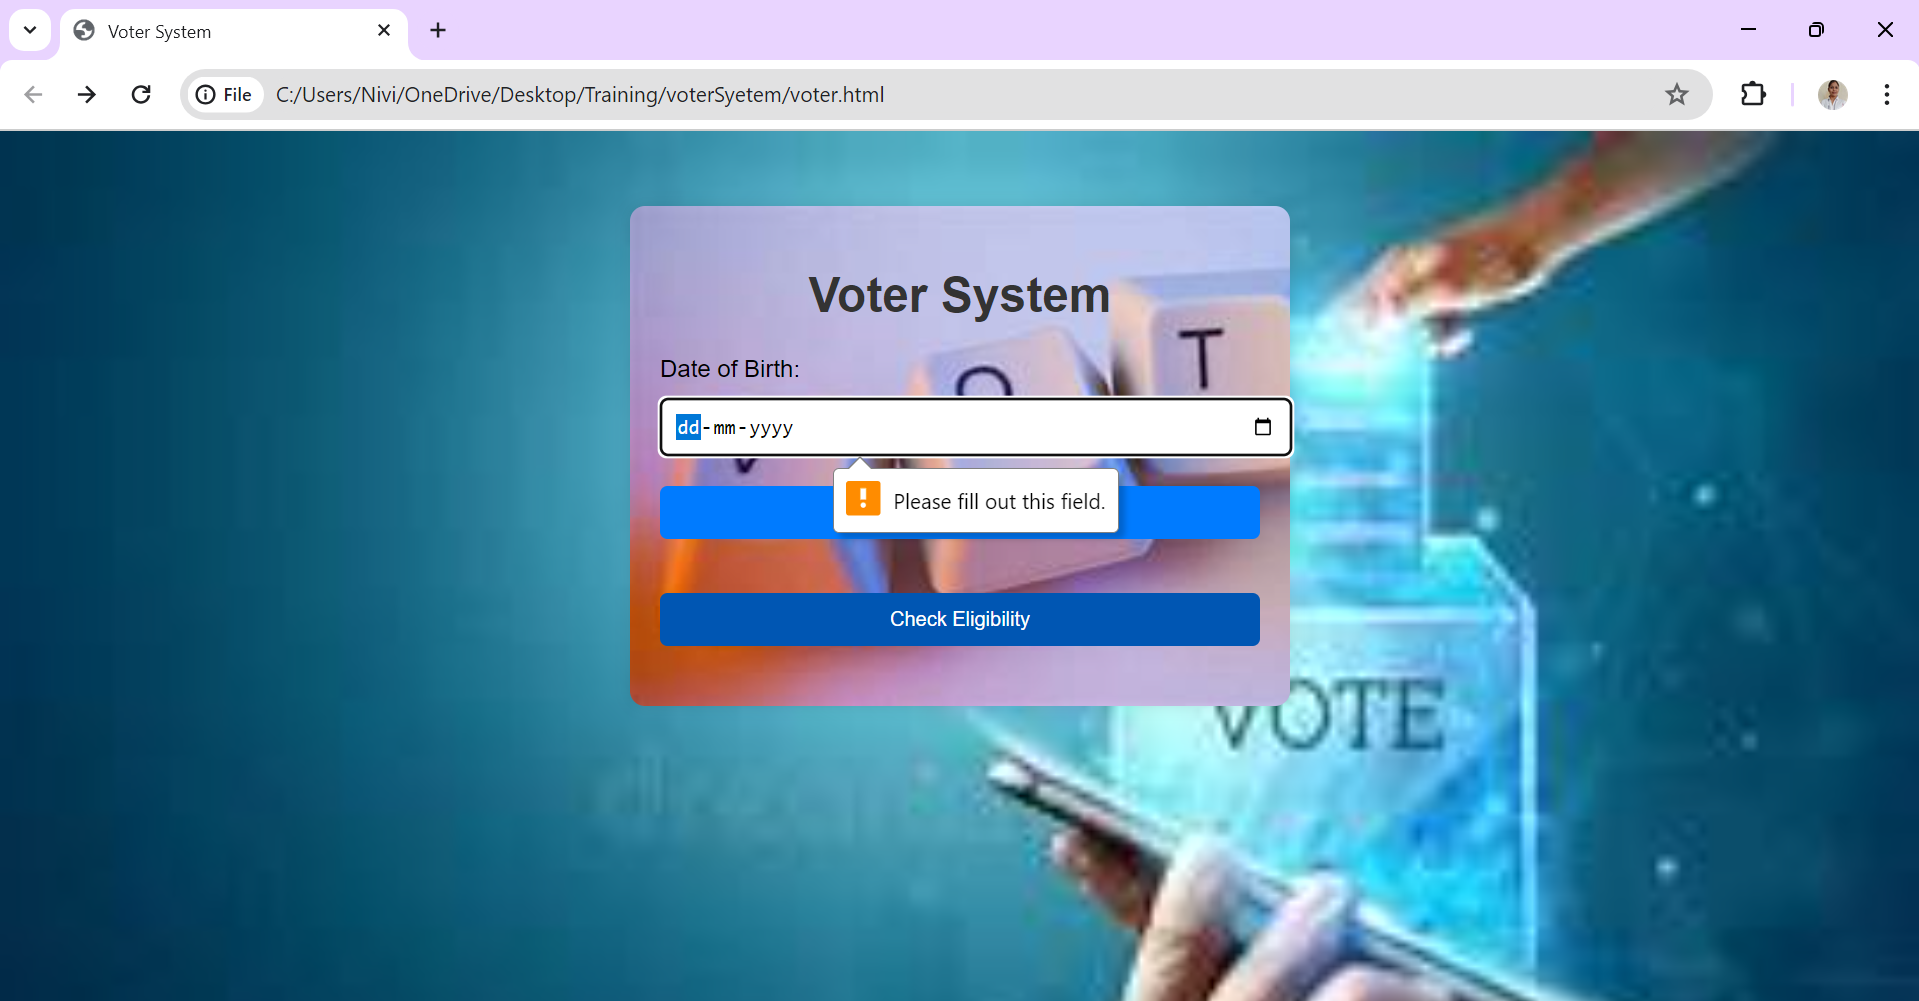 Voter System
File
C:/Users/Nivi/OneDrive/Desktop/Training/voterSyetem/voter.html
Voter System
T
Date of Birth:
O
dd-mm-yyyy
V
Please fill out this field.
Check Eligibility
VOTE